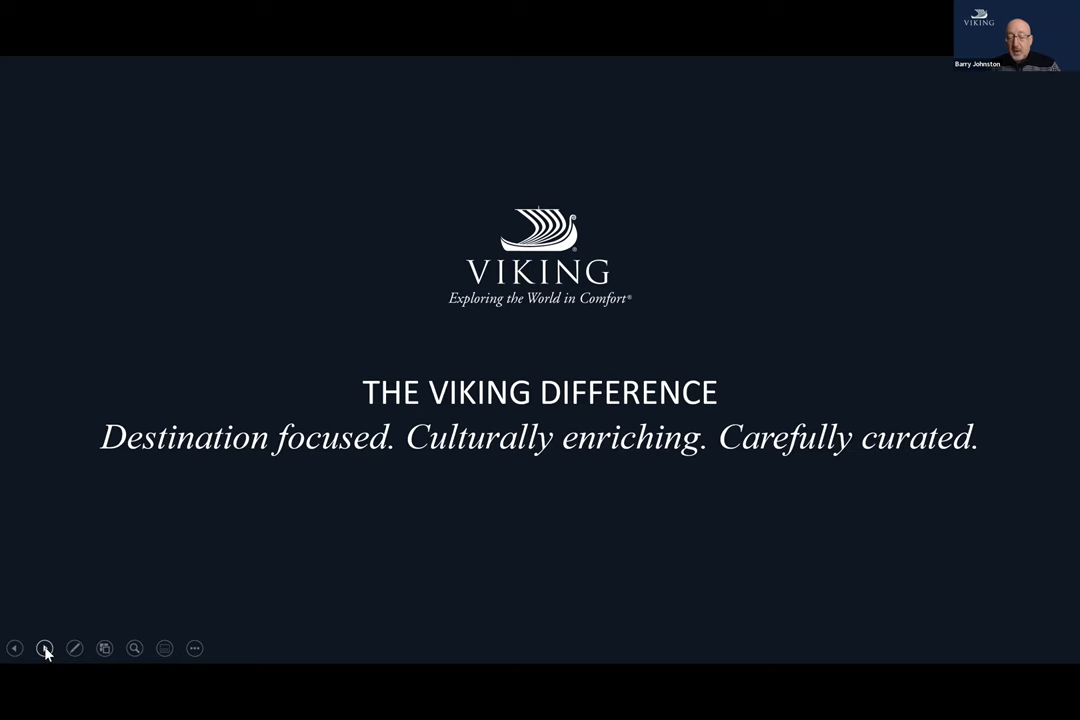 VIKING
Barry Johnston
VIKING
Exploring the World in Comfort®
THE VIKING DIFFERENCE
Destination focused. Culturally enriching. Carefully curated.